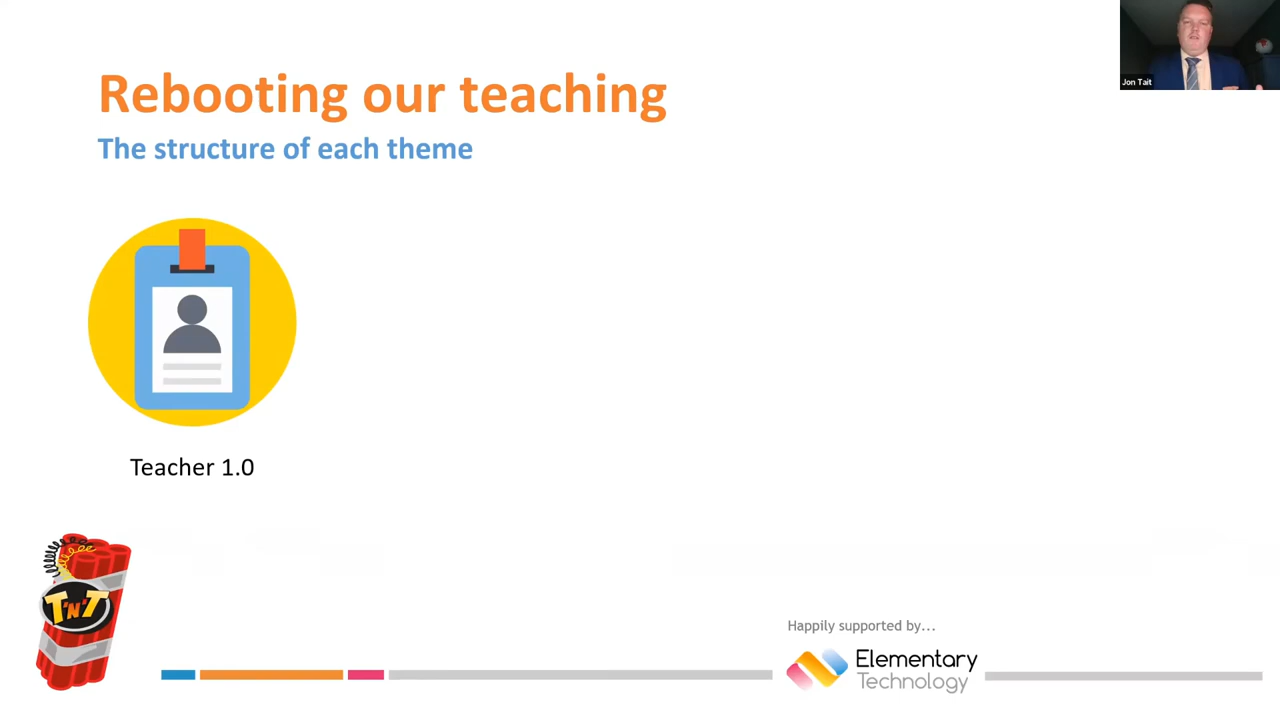 Jon Tait
Rebooting our teaching
The structure of each theme
Teacher 1.0
T'N'T
Happily supported by...
Elementary
Technology